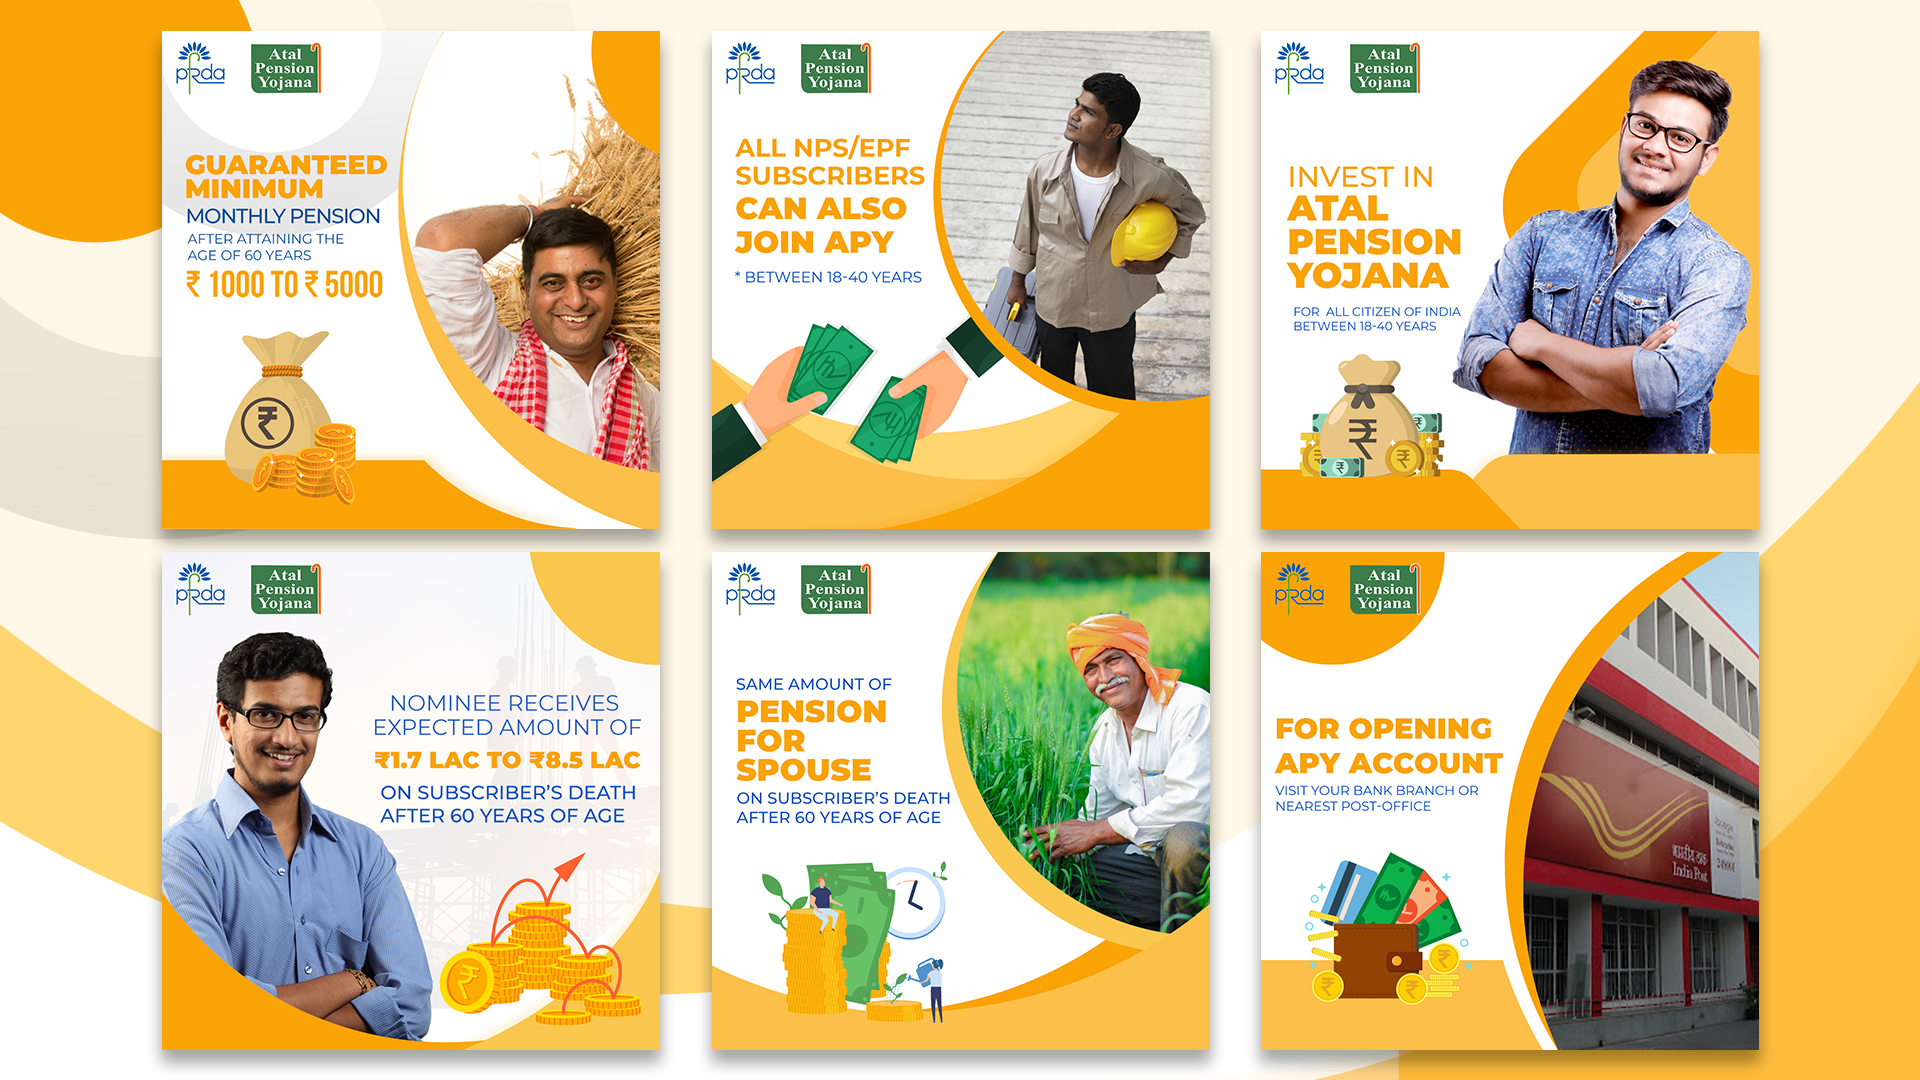 pfrda
Atal
Pension
Yojana
GUARANTEED
MINIMUM
MONTHLY PENSION
AFTER ATTAINING THE
AGE OF 60 YEARS
₹ 1000 TO ₹ 5000
pfrda
Atal
Pension
Yojana
ALL NPS/EPF
SUBSCRIBERS
CAN ALSO
JOIN APY
* BETWEEN 18-40 YEARS
pfrda
Atal
Pension
Yojana
INVEST IN
ATAL
PENSION
YOJANA
FOR ALL CITIZEN OF INDIA
BETWEEN 18-40 YEARS
pfrda
Atal
Pension
Yojana
NOMINEE RECEIVES
EXPECTED AMOUNT OF
₹1.7 LAC TO ₹8.5 LAC
ON SUBSCRIBER'S DEATH
AFTER 60 YEARS OF AGE
pfrda
Atal
Pension
Yojana
SAME AMOUNT OF
PENSION
FOR
SPOUSE
ON SUBSCRIBER'S DEATH
AFTER 60 YEARS OF AGE
pfrda
Atal
Pension
Yojana
FOR OPENING
APY ACCOUNT
VISIT YOUR BANK BRANCH OR
NEAREST POST-OFFICE
भारतीय डाक
India Post